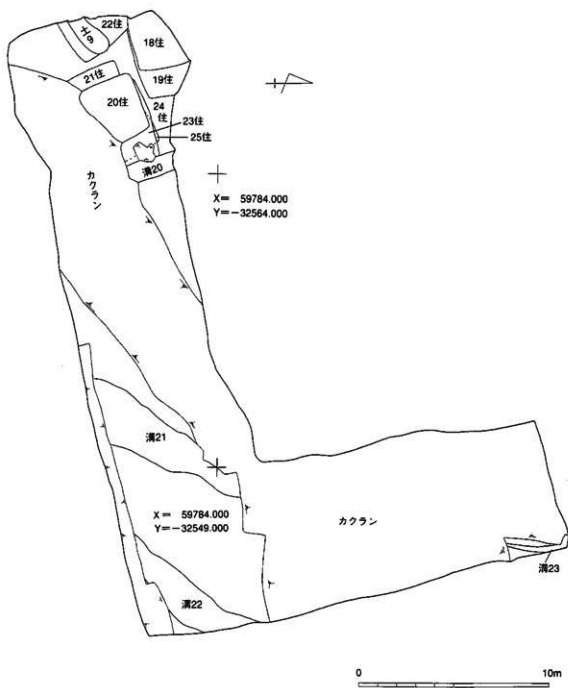 22住
土9
18住
21住
19住
20住
24
住
23住
25住
溝20
カクラン
X= 59784.000
Y=-32564.000
溝21
X= 59784.000
Y=-32549.000
カクラン
溝23
溝22
0 10m